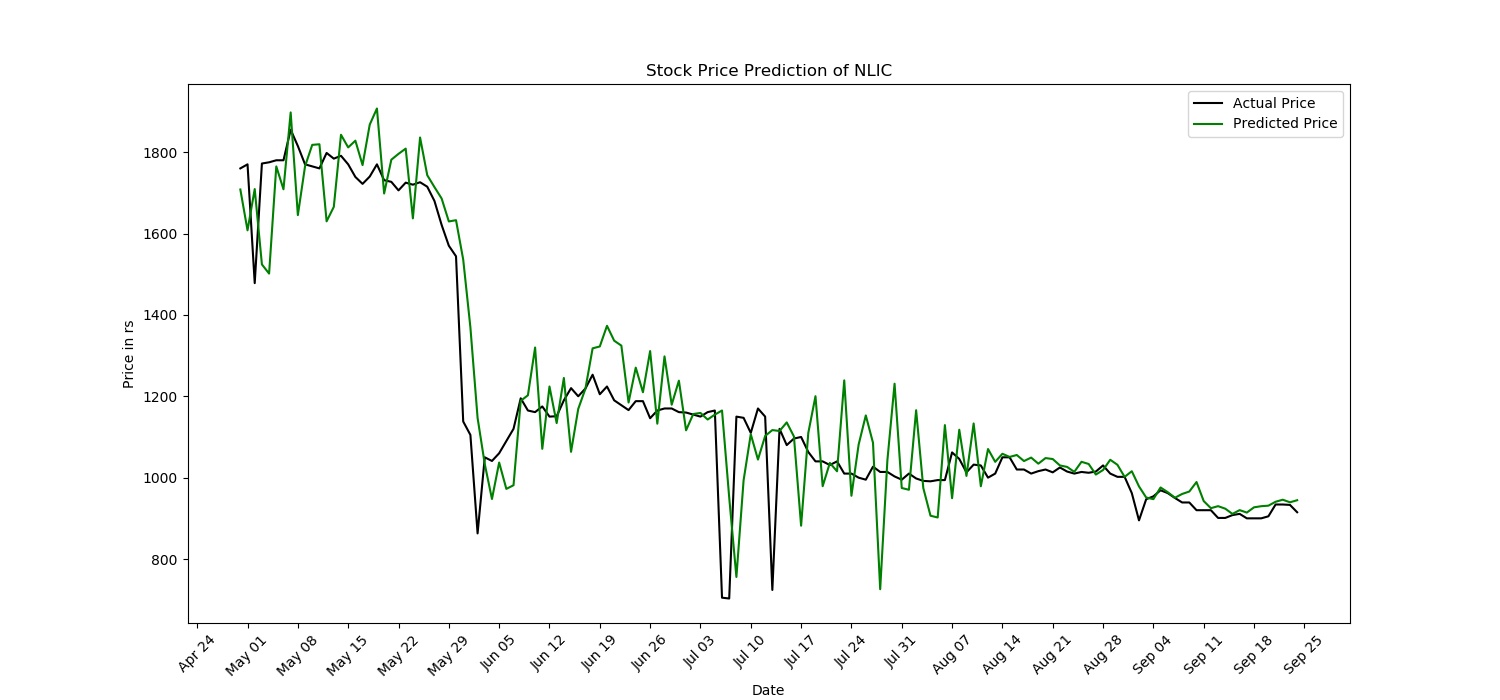 Stock Price Prediction of NLIC
Actual Price
Predicted Price
Price in rs
1800
1600
1400
1200
1000
800
Apr 24
May 01
May 08
May 15
May 22
May 29
Jun 05
Jun 12
Jun 19
Jun 26
Jul 03
Jul 10
Jul 17
Jul 24
Jul 31
Aug 07
Aug 14
Aug 21
Aug 28
Sep 04
Sep 11
Sep 18
Sep 25
Date